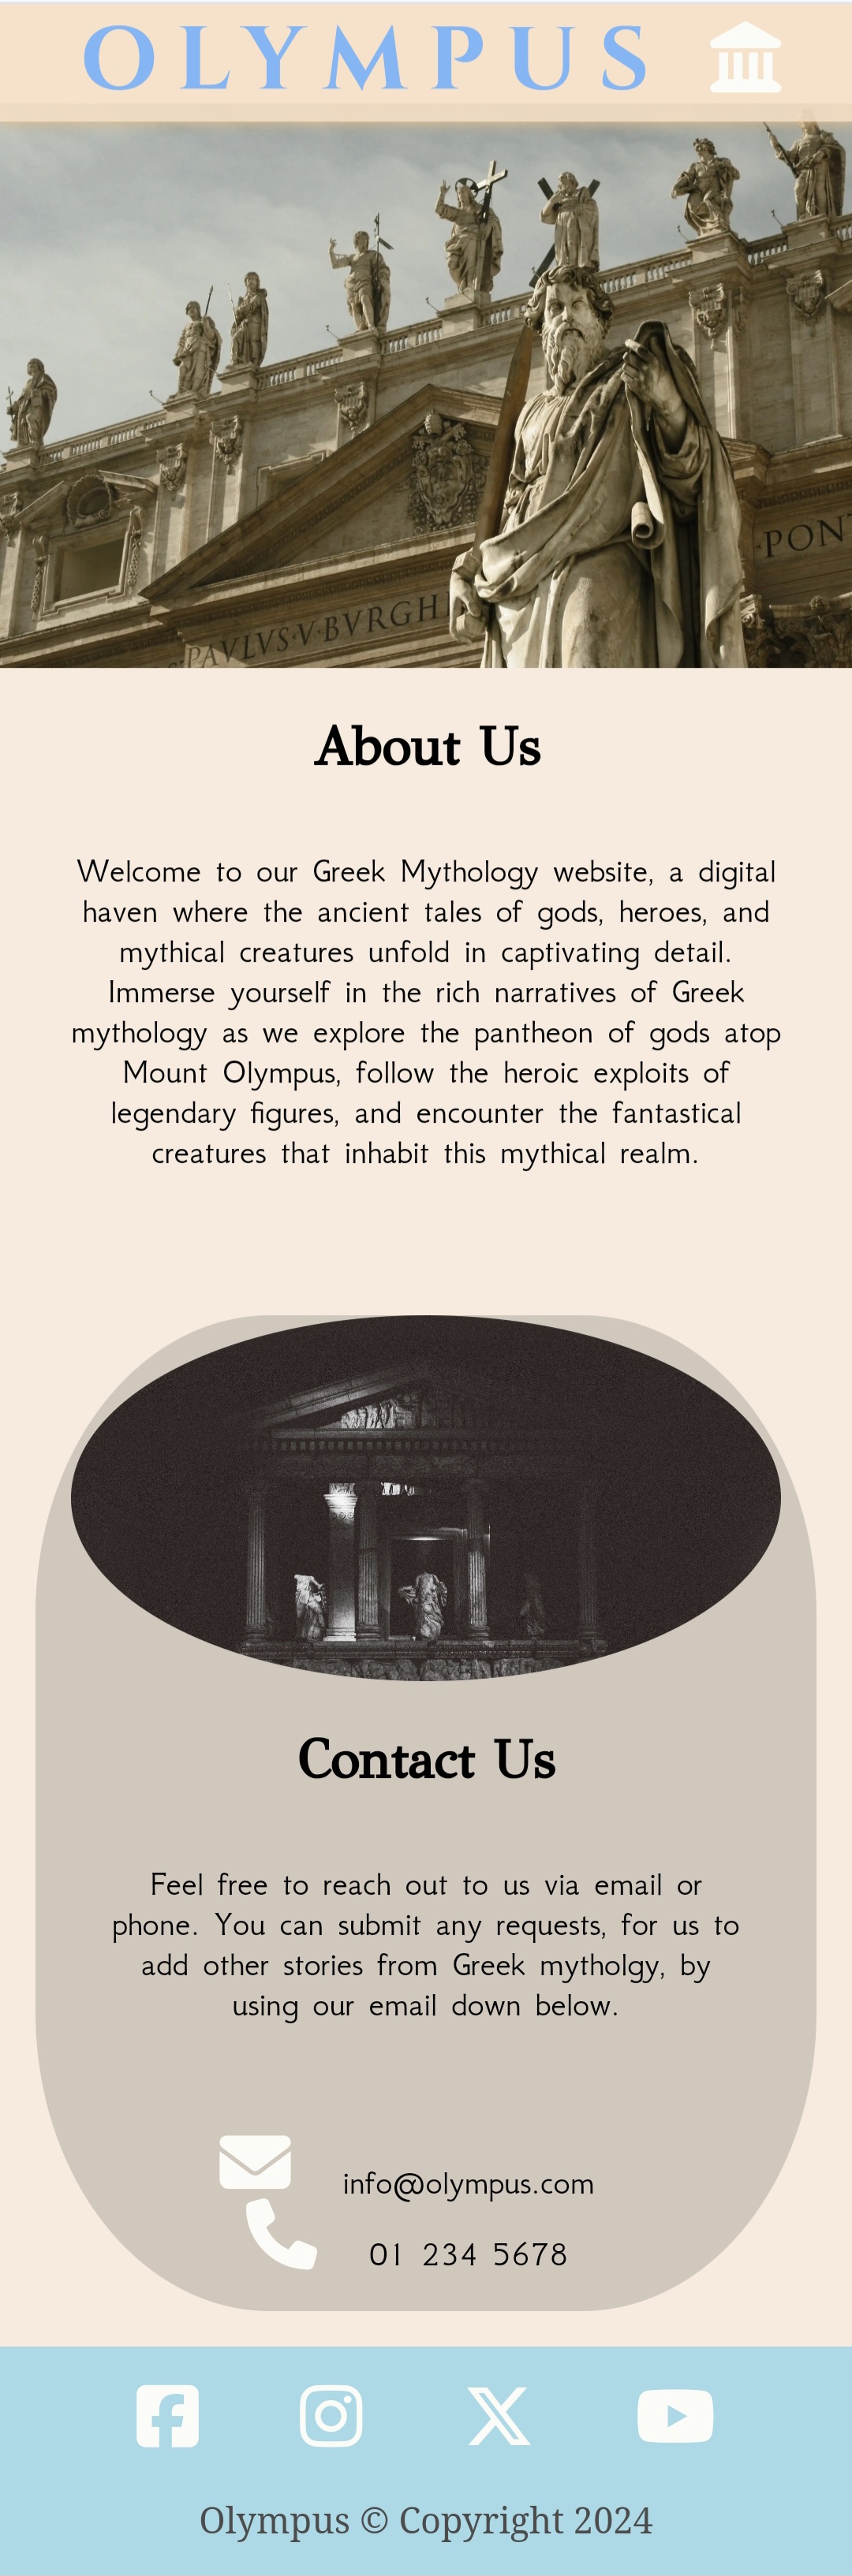 OLYMPUS
PAVLVS·V·BVRGH
PONT
About Us
Welcome to our Greek Mythology website, a digital
haven where the ancient tales of gods, heroes, and
mythical creatures unfold in captivating detail.
Immerse yourself in the rich narratives of Greek
mythology as we explore the pantheon of gods atop
Mount Olympus, follow the heroic exploits of
legendary figures, and encounter the fantastical
creatures that inhabit this mythical realm.
Contact Us
Feel free to reach out to us via email or
phone. You can submit any requests, for us to
add other stories from Greek mytholgy, by
using our email down below.
info@olympus.com
01 234 5678
Olympus © Copyright 2024